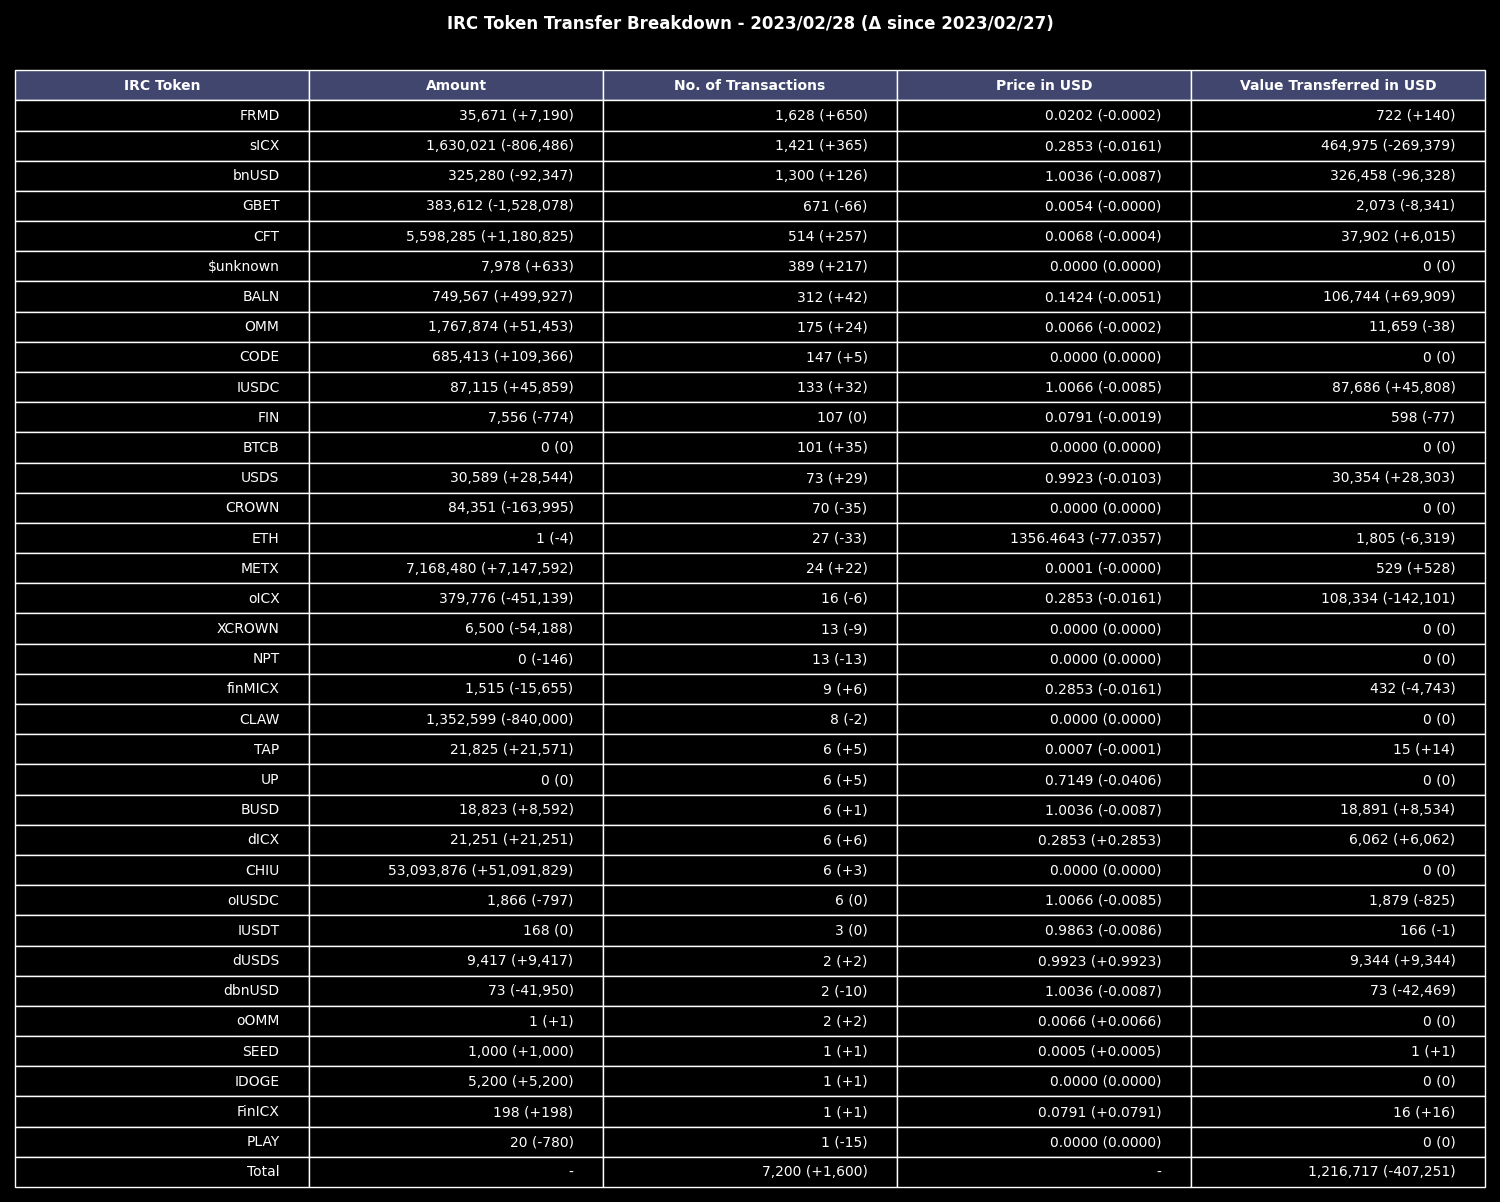 IRC Token Transfer Breakdown - 2023/02/28 (Δ since 2023/02/27)
IRC Token Amount No. of Transactions Price in USD Value Transferred in USD
FRMD 35,671 (+7,190) 1,628 (+650) 0.0202 (-0.0002) 722 (+140)
sICX 1,630,021 (-806,486) 1,421 (+365) 0.2853 (-0.0161) 464,975 (-269,379)
bnUSD 325,280 (-92,347) 1,300 (+126) 1.0036 (-0.0087) 326,458 (-96,328)
GBET 383,612 (-1,528,078) 671 (-66) 0.0054 (-0.0000) 2,073 (-8,341)
CFT 5,598,285 (+1,180,825) 514 (+257) 0.0068 (-0.0004) 37,902 (+6,015)
$unknown 7,978 (+633) 389 (+217) 0.0000 (0.0000) 0 (0)
BALN 749,567 (+499,927) 312 (+42) 0.1424 (-0.0051) 106,744 (+69,909)
OMM 1,767,874 (+51,453) 175 (+24) 0.0066 (-0.0002) 11,659 (-38)
CODE 685,413 (+109,366) 147 (+5) 0.0000 (0.0000) 0 (0)
IUSDC 87,115 (+45,859) 133 (+32) 1.0066 (-0.0085) 87,686 (+45,808)
FIN 7,556 (-774) 107 (0) 0.0791 (-0.0019) 598 (-77)
BTCB 0 (0) 101 (+35) 0.0000 (0.0000) 0 (0)
USDS 30,589 (+28,544) 73 (+29) 0.9923 (-0.0103) 30,354 (+28,303)
CROWN 84,351 (-163,995) 70 (-35) 0.0000 (0.0000) 0 (0)
ETH 1 (-4) 27 (-33) 1356.4643 (-77.0357) 1,805 (-6,319)
METX 7,168,480 (+7,147,592) 24 (+22) 0.0001 (-0.0000) 529 (+528)
oICX 379,776 (-451,139) 16 (-6) 0.2853 (-0.0161) 108,334 (-142,101)
XCROWN 6,500 (-54,188) 13 (-9) 0.0000 (0.0000) 0 (0)
NPT 0 (-146) 13 (-13) 0.0000 (0.0000) 0 (0)
finMICX 1,515 (-15,655) 9 (+6) 0.2853 (-0.0161) 432 (-4,743)
CLAW 1,352,599 (-840,000) 8 (-2) 0.0000 (0.0000) 0 (0)
TAP 21,825 (+21,571) 6 (+5) 0.0007 (-0.0001) 15 (+14)
UP 0 (0) 6 (+5) 0.7149 (-0.0406) 0 (0)
BUSD 18,823 (+8,592) 6 (+1) 1.0036 (-0.0087) 18,891 (+8,534)
dICX 21,251 (+21,251) 6 (+6) 0.2853 (+0.2853) 6,062 (+6,062)
CHIU 53,093,876 (+51,091,829) 6 (+3) 0.0000 (0.0000) 0 (0)
oIUSDC 1,866 (-797) 6 (0) 1.0066 (-0.0085) 1,879 (-825)
IUSDT 168 (0) 3 (0) 0.9863 (-0.0086) 166 (-1)
dUSDS 9,417 (+9,417) 2 (+2) 0.9923 (+0.9923) 9,344 (+9,344)
dbnUSD 73 (-41,950) 2 (-10) 1.0036 (-0.0087) 73 (-42,469)
oOMM 1 (+1) 2 (+2) 0.0066 (+0.0066) 0 (0)
SEED 1,000 (+1,000) 1 (+1) 0.0005 (+0.0005) 1 (+1)
IDOGE 5,200 (+5,200) 1 (+1) 0.0000 (0.0000) 0 (0)
FinICX 198 (+198) 1 (+1) 0.0791 (+0.0791) 16 (+16)
PLAY 20 (-780) 1 (-15) 0.0000 (0.0000) 0 (0)
Total - 7,200 (+1,600) - 1,216,717 (-407,251)